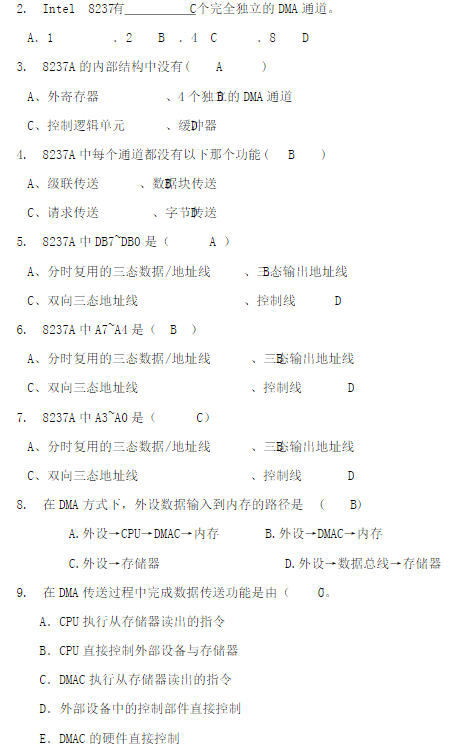 2. Intel 8237有__________C个完全独立的DMA通道。
A．1 ．2 B ．4 C ．8 D
3. 8237A的内部结构中没有( A )
A、外寄存器 、4个独立的B DMA通道
C、控制逻辑单元 、缓冲器D
4. 8237A中每个通道都没有以下那个功能( B )
A、级联传送 、数据B块传送
C、请求传送 、字节D传送
5. 8237A中DB7~DB0是（ A ）
A、分时复用的三态数据/地址线 、三B态输出地址线
C、双向三态地址线 、控制线 D
6. 8237A中A7~A4是（ B ）
A、分时复用的三态数据/地址线 、三态B输出地址线
C、双向三态地址线 、控制线 D
7. 8237A中A3~A0是（ C）
A、分时复用的三态数据/地址线 、三态B输出地址线
C、双向三态地址线 、控制线 D
8. 在DMA方式下，外设数据输入到内存的路径是 （ B)
A.外设→CPU→DMAC→内存 B.外设→DMAC→内存
C.外设→存储器 D.外设→数据总线→存储器
9. 在DMA传送过程中完成数据传送功能是由（ C。
A．CPU执行从存储器读出的指令
B．CPU直接控制外部设备与存储器
C．DMAC执行从存储器读出的指令
D．外部设备中的控制部件直接控制
E．DMAC的硬件直接控制